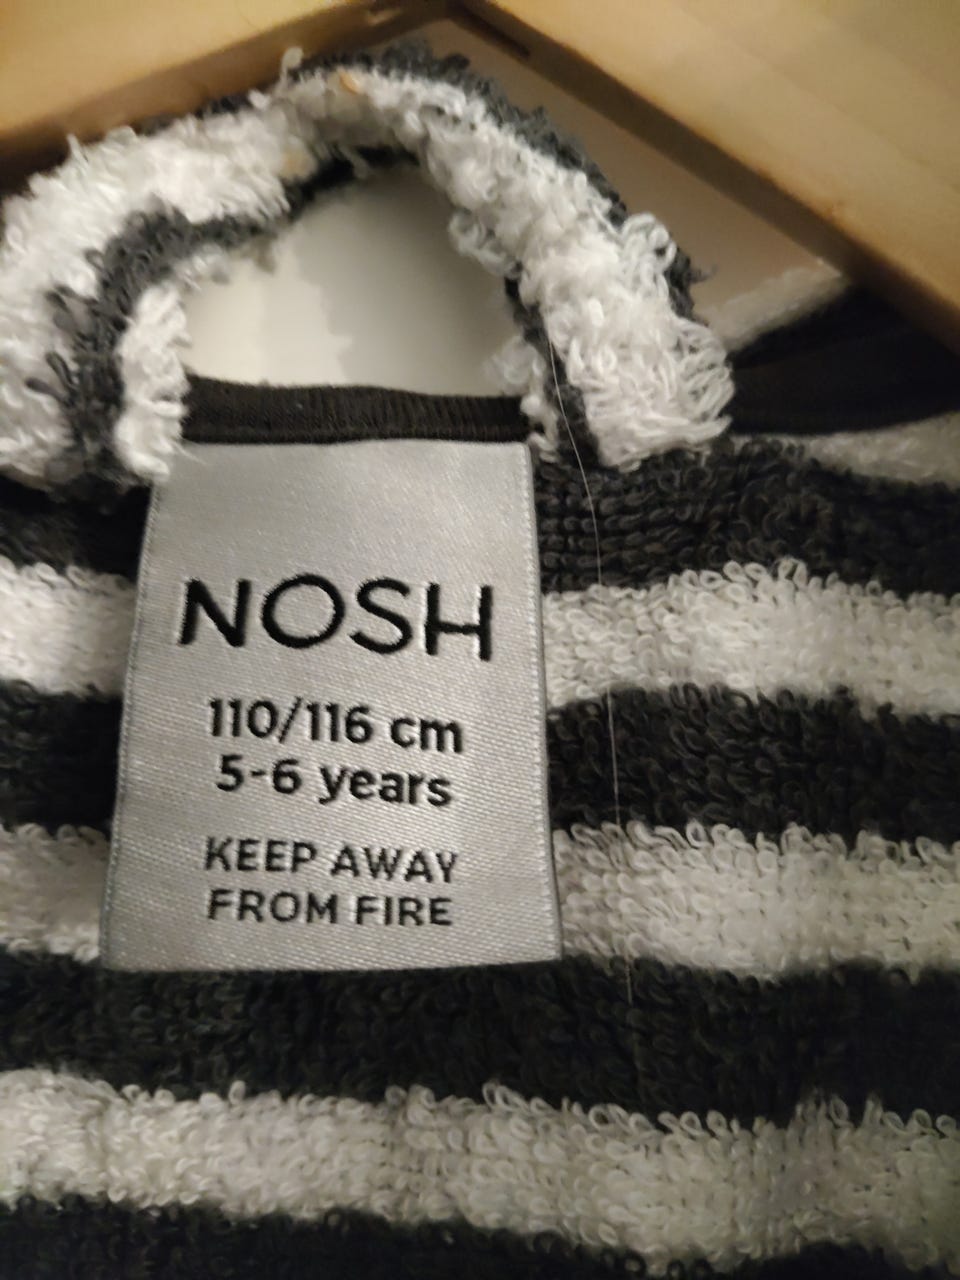 NOSH
110/116 cm
5-6 years
KEEP AWAY
FROM FIRE